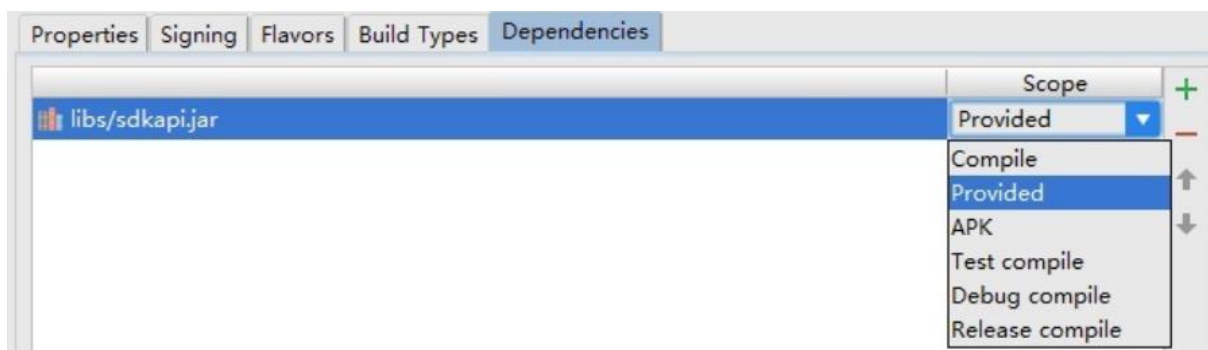 Properties Signing Flavors Build Types Dependencies
Scope
libs/sdkapi.jar Provided
Compile
Provided
APK
Test compile
Debug compile
Release compile